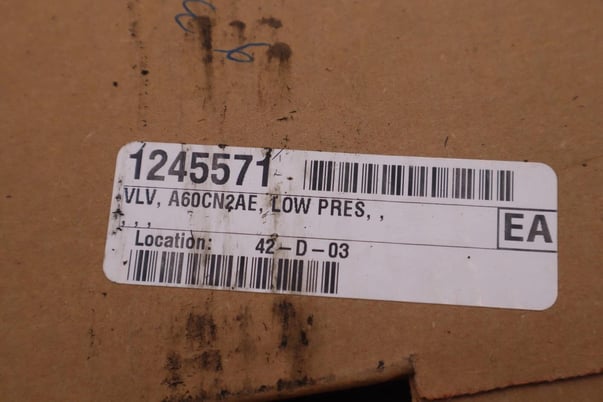 1245571
VLV, A60CN2AE, LOW PRES, ,
, , ,
EA
Location: 42-D-03